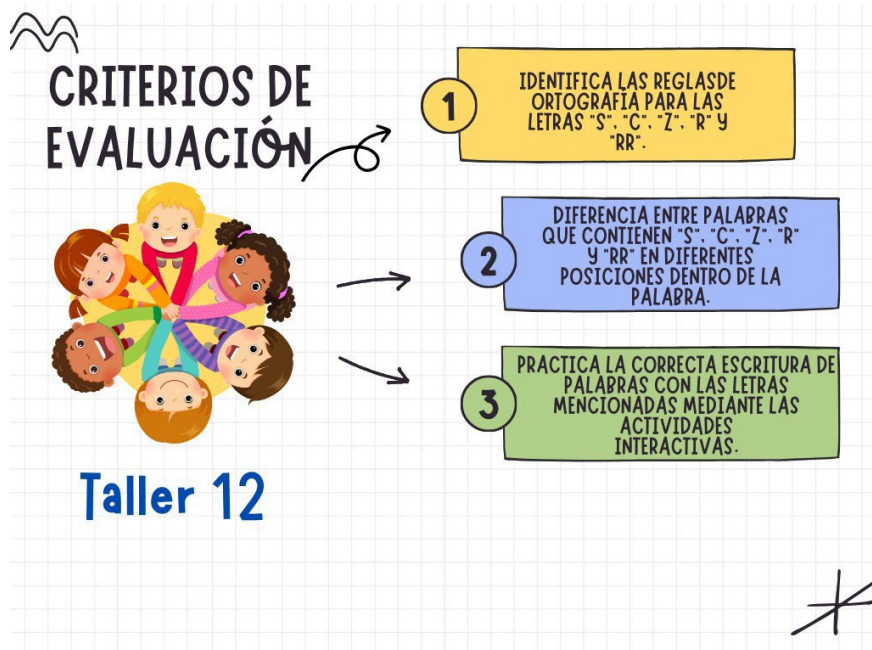 CRITERIOS DE
EVALUACIÓN
1
IDENTIFICA LAS REGLASDE
ORTOGRAFÍA PARA LAS
LETRAS "S", "C", "Z", "R" Y
"RR".
2
DIFERENCIA ENTRE PALABRAS
QUE CONTIENEN "S", "C", "Z", "R"
Y "RR" EN DIFERENTES
POSICIONES DENTRO DE LA
PALABRA.
3
PRACTICA LA CORRECTA ESCRITURA DE
PALABRAS CON LAS LETRAS
MENCIONADAS MEDIANTE LAS
ACTIVIDADES
INTERACTIVAS.
Taller 12